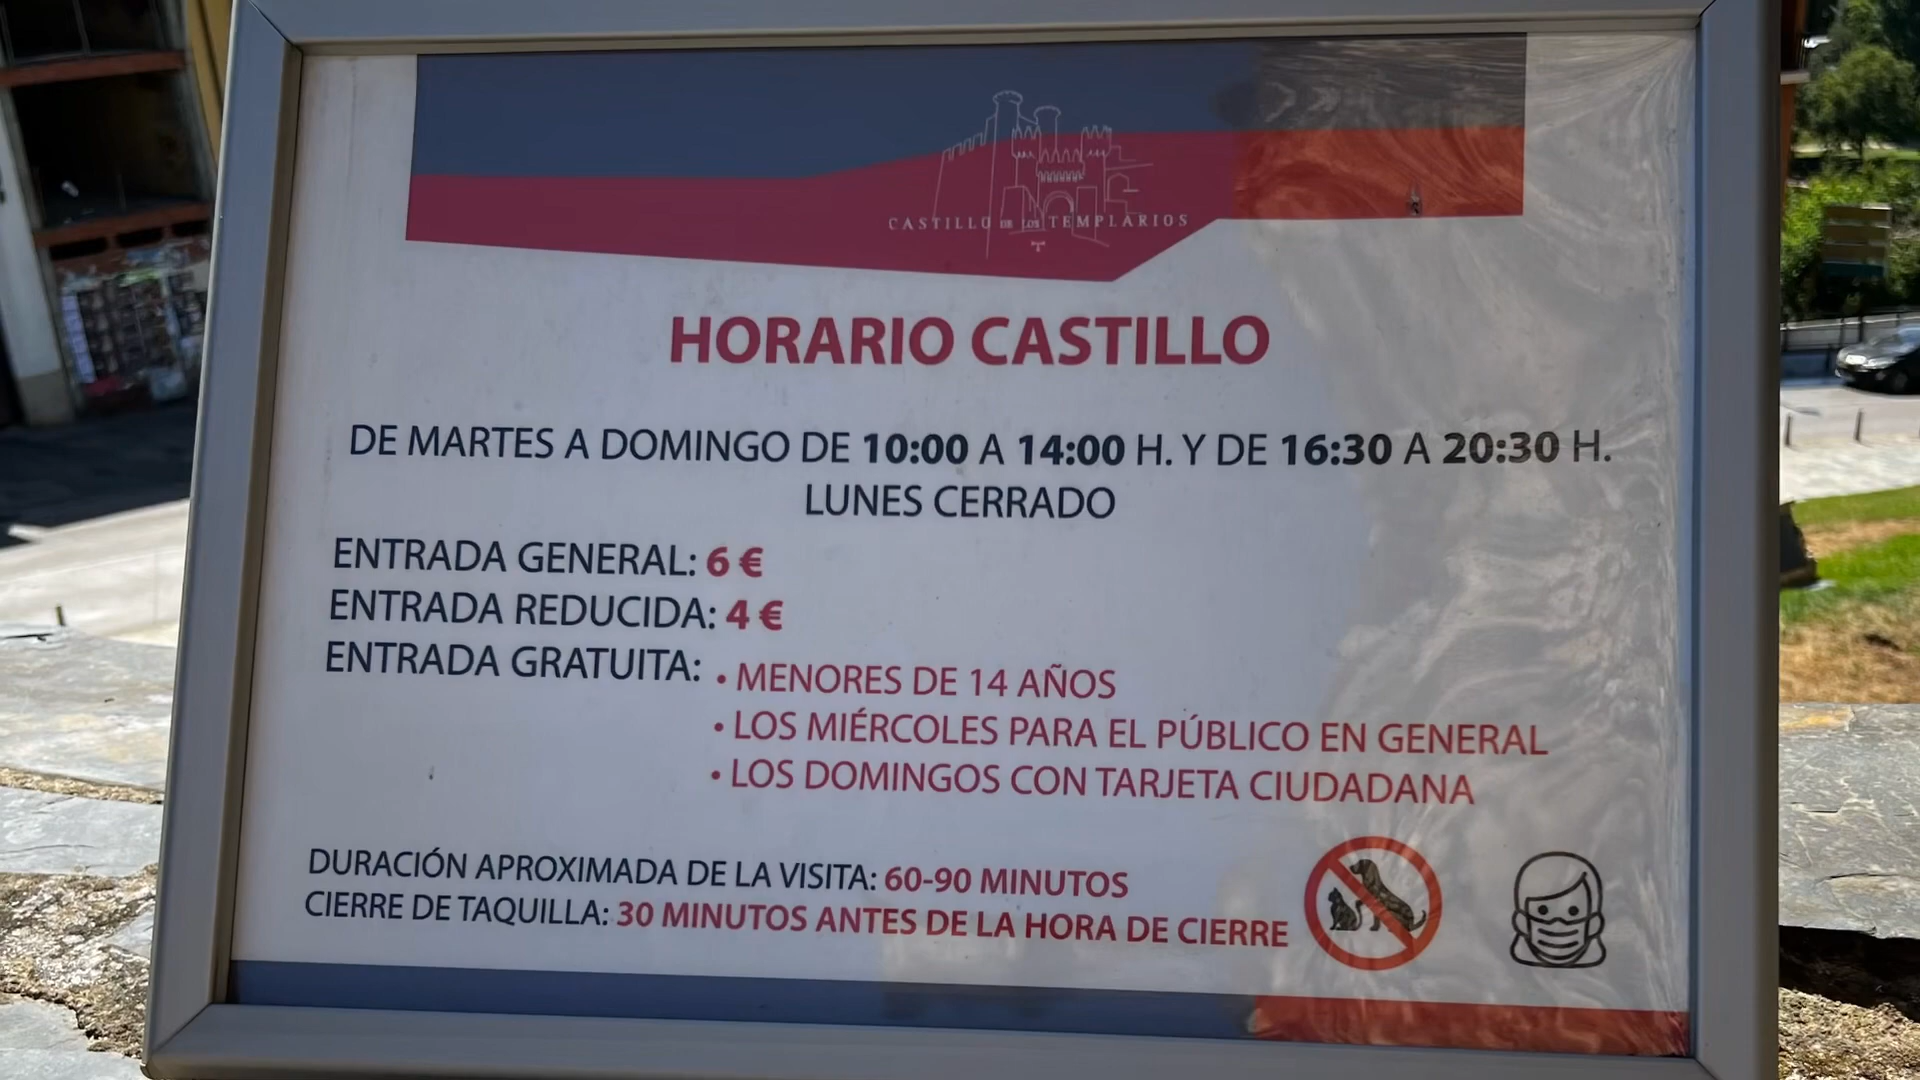 CASTILLO DE LOS TEMPLARIOS
HORARIO CASTILLO
DE MARTES A DOMINGO DE 10:00 A 14:00 H. Y DE 16:30 A 20:30 H.
LUNES CERRADO
ENTRADA GENERAL: 6 €
ENTRADA REDUCIDA: 4 €
ENTRADA GRATUITA: • MENORES DE 14 AÑOS
• LOS MIÉRCOLES PARA EL PÚBLICO EN GENERAL
• LOS DOMINGOS CON TARJETA CIUDADANA
DURACIÓN APROXIMADA DE LA VISITA: 60-90 MINUTOS
CIERRE DE TAQUILLA: 30 MINUTOS ANTES DE LA HORA DE CIERRE